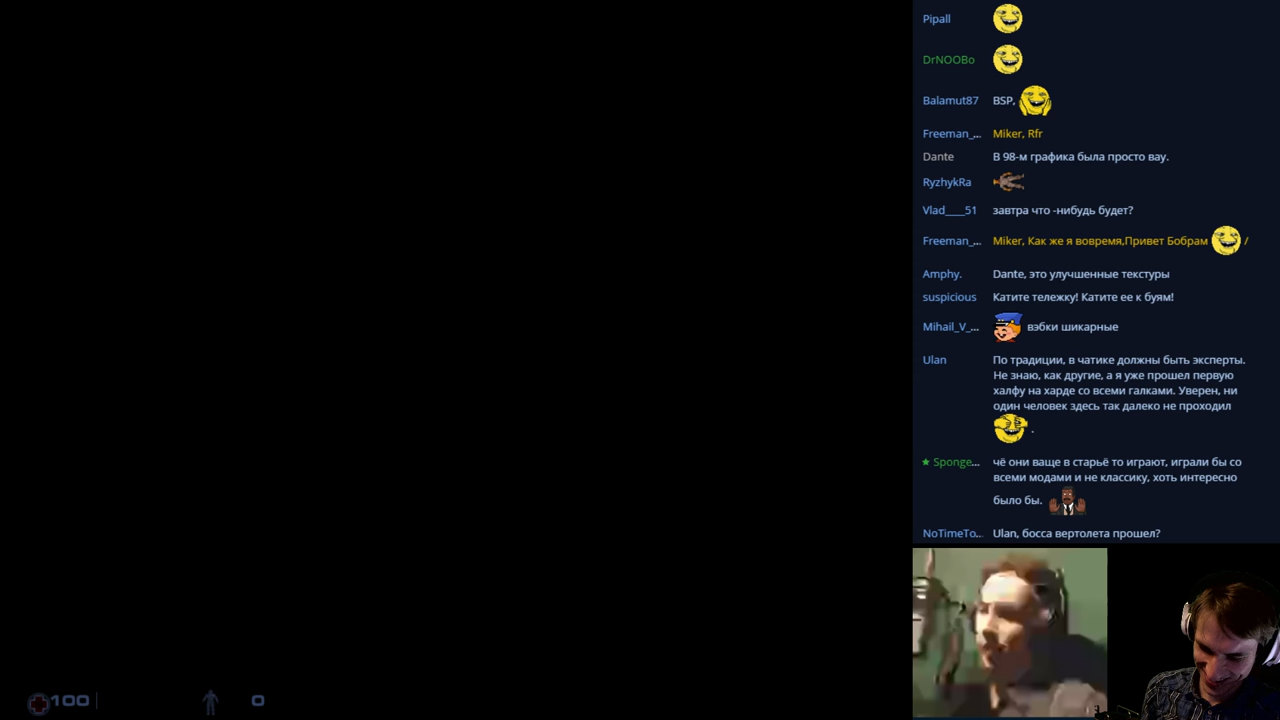 Pipall
DrNOOBo
Balamut87 BSP,
Freeman_... Miker, Rfr
Dante В 98-м графика была просто вау.
RyzhykRa
Vlad____51 завтра что -нибудь будет?
Freeman_... Miker, Как же я вовремя,Привет Бобрам /
Amphy. Dante, это улучшенные текстуры
suspicious Катите тележку! Катите ее к буям!
Mihail_V_... вэбки шикарные
Ulan По традиции, в чатике должны быть эксперты.
Не знаю, как другие, а я уже прошел первую
халфу на харде со всеми галками. Уверен, ни
один человек здесь так далеко не проходил
.
★ Sponge... чё они ваще в старьё то играют, играли бы со
всеми модами и не классику, хоть интересно
было бы.
NoTimeTo... Ulan, босса вертолета прошел?
100 0